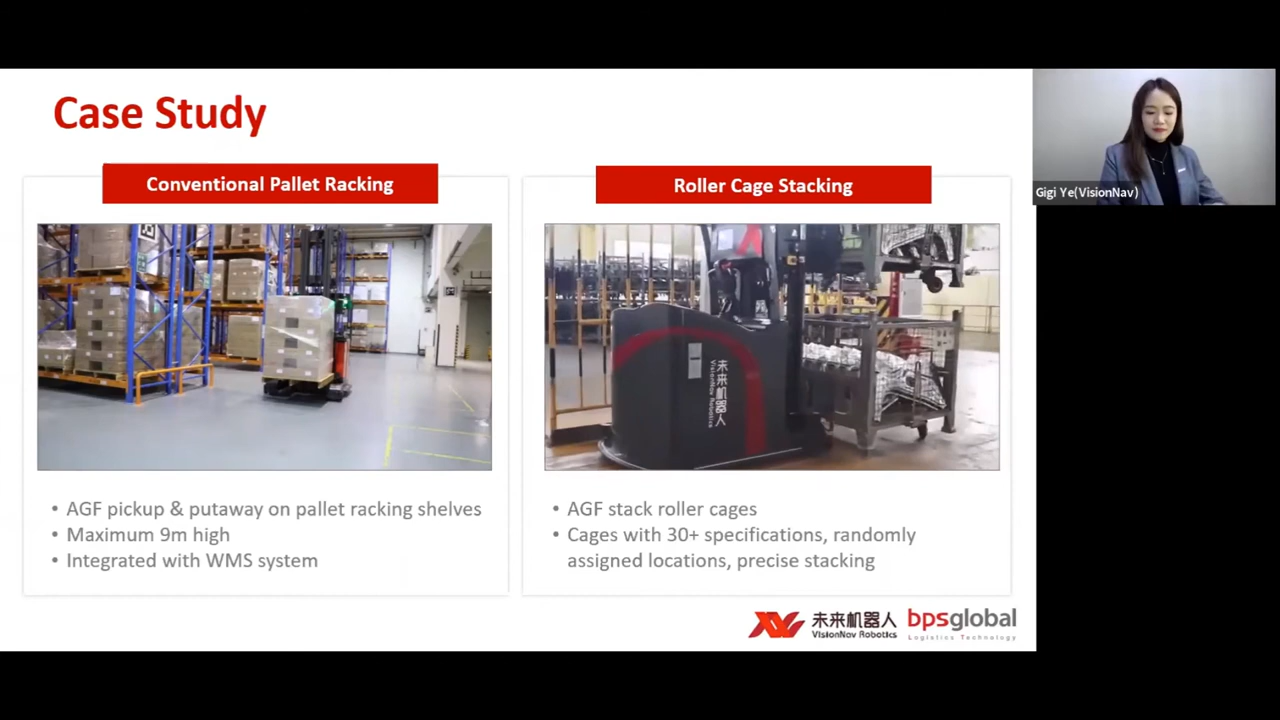 Case Study
Conventional Pallet Racking
Roller Cage Stacking
未来机器人
VisionNav Robotics
• AGF pickup & putaway on pallet racking shelves
• Maximum 9m high
• Integrated with WMS system
• AGF stack roller cages
• Cages with 30+ specifications, randomly
assigned locations, precise stacking
未来机器人
VisionNav Robotics
bpsglobal
Logistics Technology
Gigi Ye(VisionNav)